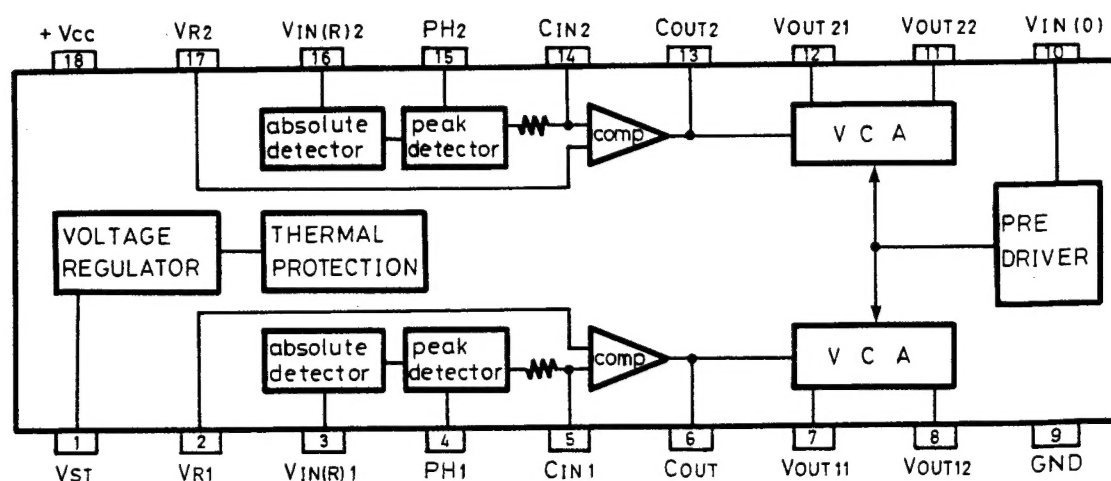 + VCC VR2 VIN(R)2 PH2 CIN2 COUT2 VOUT21 VOUT22 VIN(0)
18 17 16 15 14 13 12 11 10
absolute detector
peak detector
comp
V C A
VOLTAGE REGULATOR
THERMAL PROTECTION
PRE DRIVER
absolute detector
peak detector
comp
V C A
1 2 3 4 5 6 7 8 9
VST VR1 VIN(R)1 PH1 CIN1 COUT VOUT11 VOUT12 GND